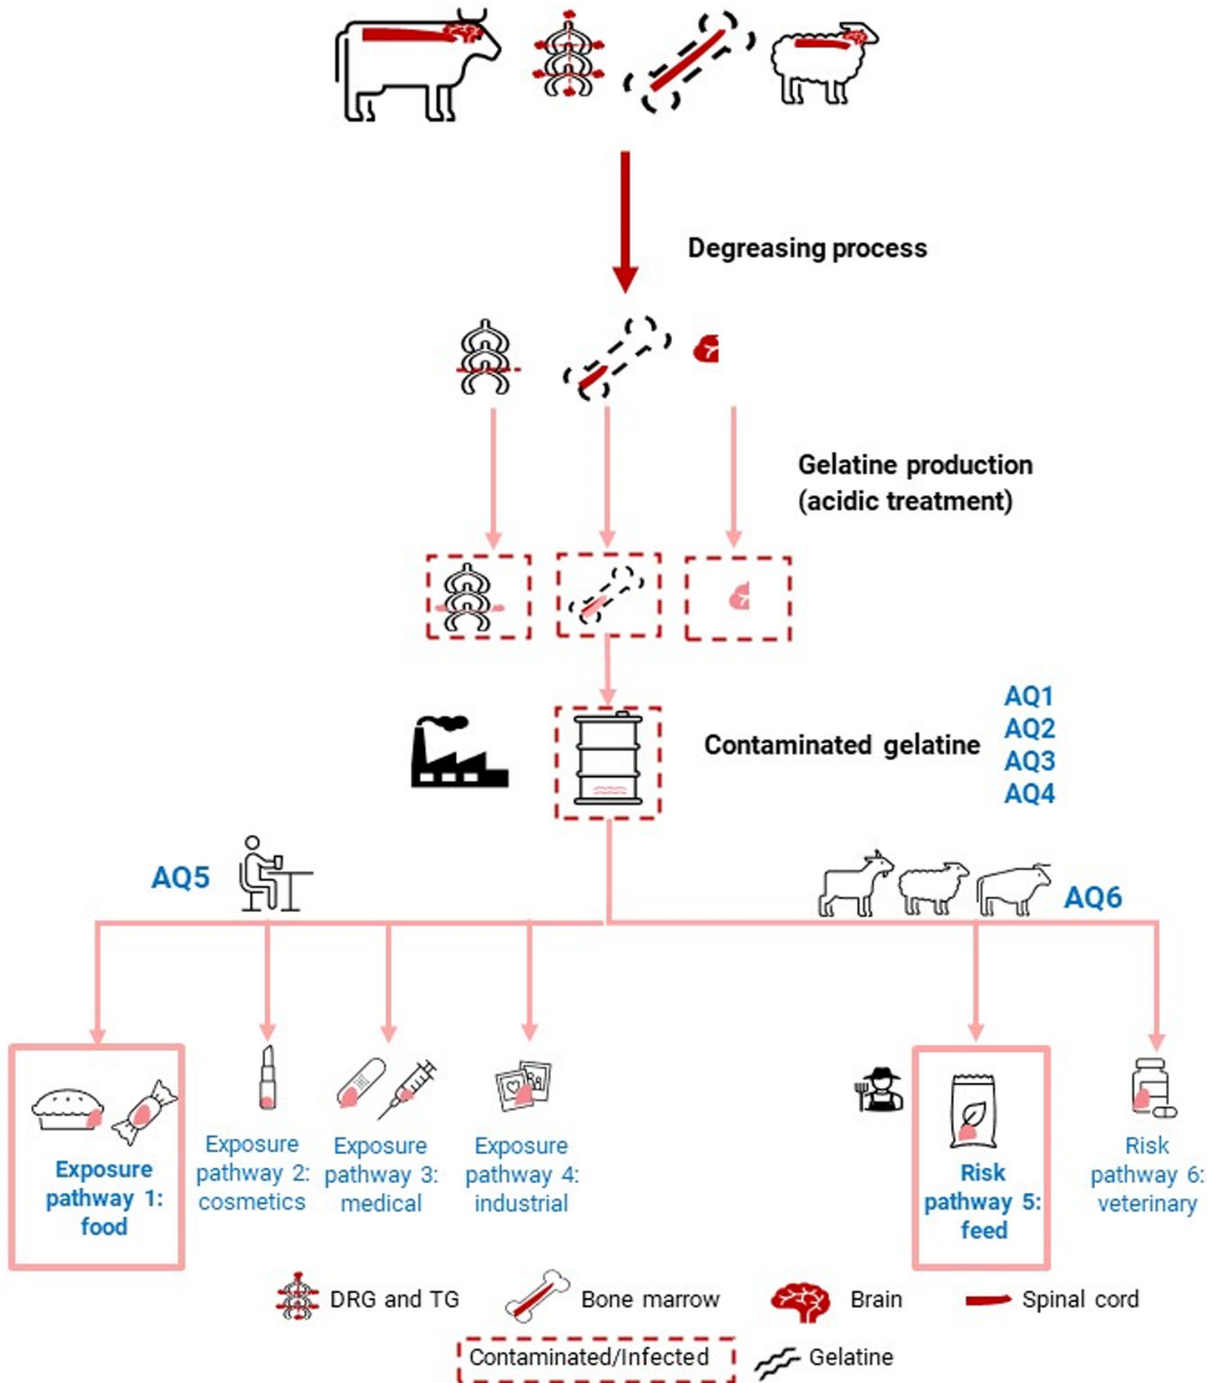 Degreasing process
Gelatine production
(acidic treatment)
AQ1
AQ2
AQ3
AQ4
Contaminated gelatine
AQ5
AQ6
Exposure
pathway 1:
food
Exposure
pathway 2:
cosmetics
Exposure
pathway 3:
medical
Exposure
pathway 4:
industrial
Risk
pathway 5:
feed
Risk
pathway 6:
veterinary
DRG and TG
Bone marrow
Brain
Spinal cord
Contaminated/Infected
Gelatine